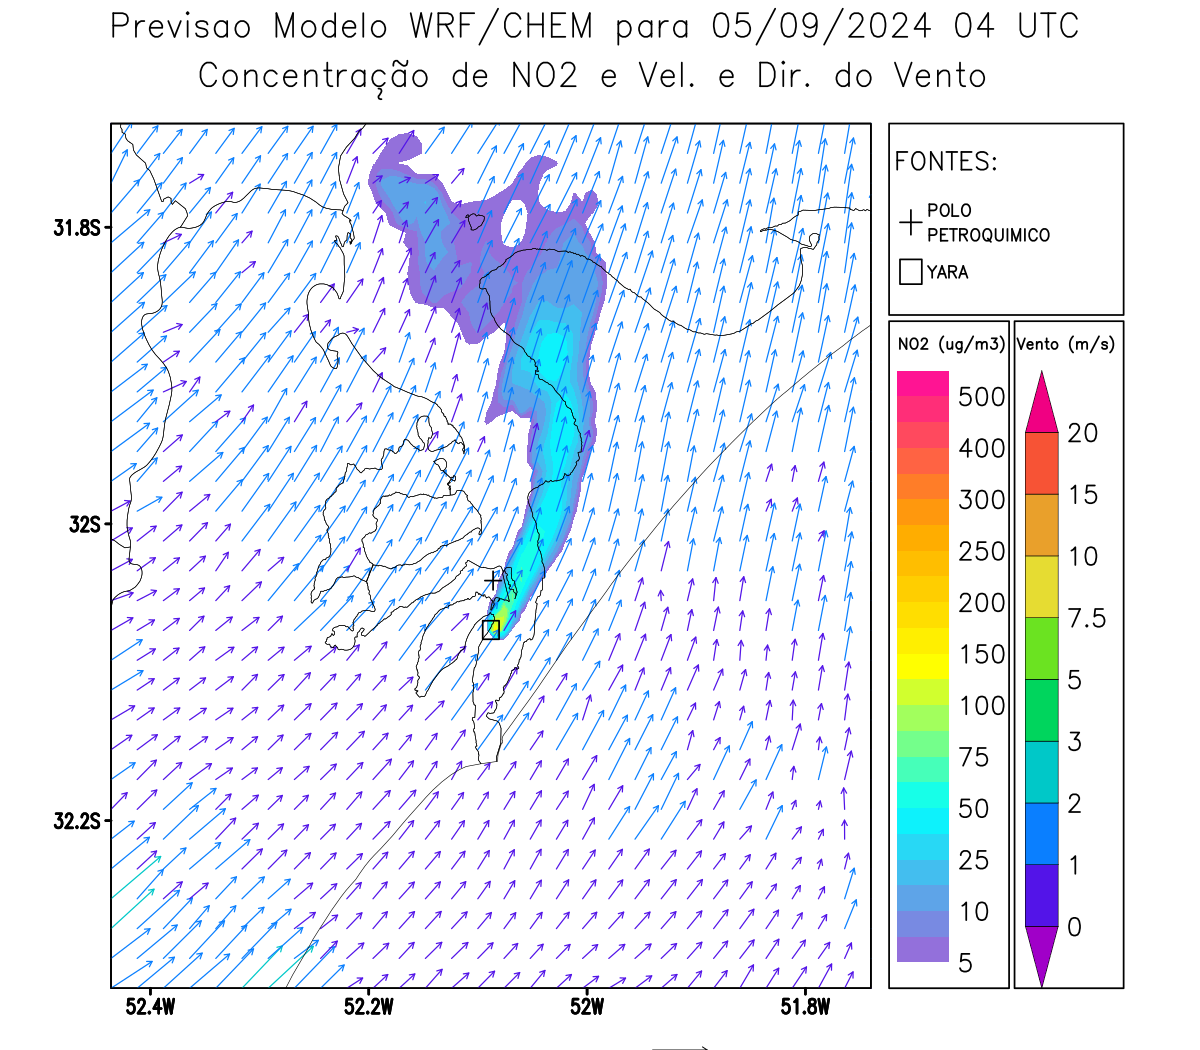 Previsao Modelo WRF/CHEM para 05/09/2024 04 UTC
Concentração de NO2 e Vel. e Dir. do Vento
FONTES:
POLO
PETROQUIMICO
YARA
NO2 (ug/m3)
500
400
300
250
200
150
100
75
50
25
10
5
Vento (m/s)
20
15
10
7.5
5
3
2
1
0
31.8S
32S
32.2S
52.4W 52.2W 52W 51.8W